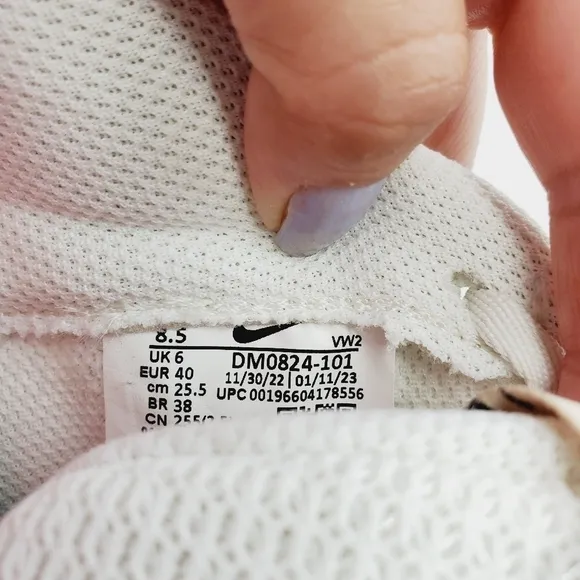 8.5 VW2
UK 6 DM0824-101
EUR 40 11/30/22 | 01/11/23
cm 25.5 UPC 00196604178556
BR 38
CN